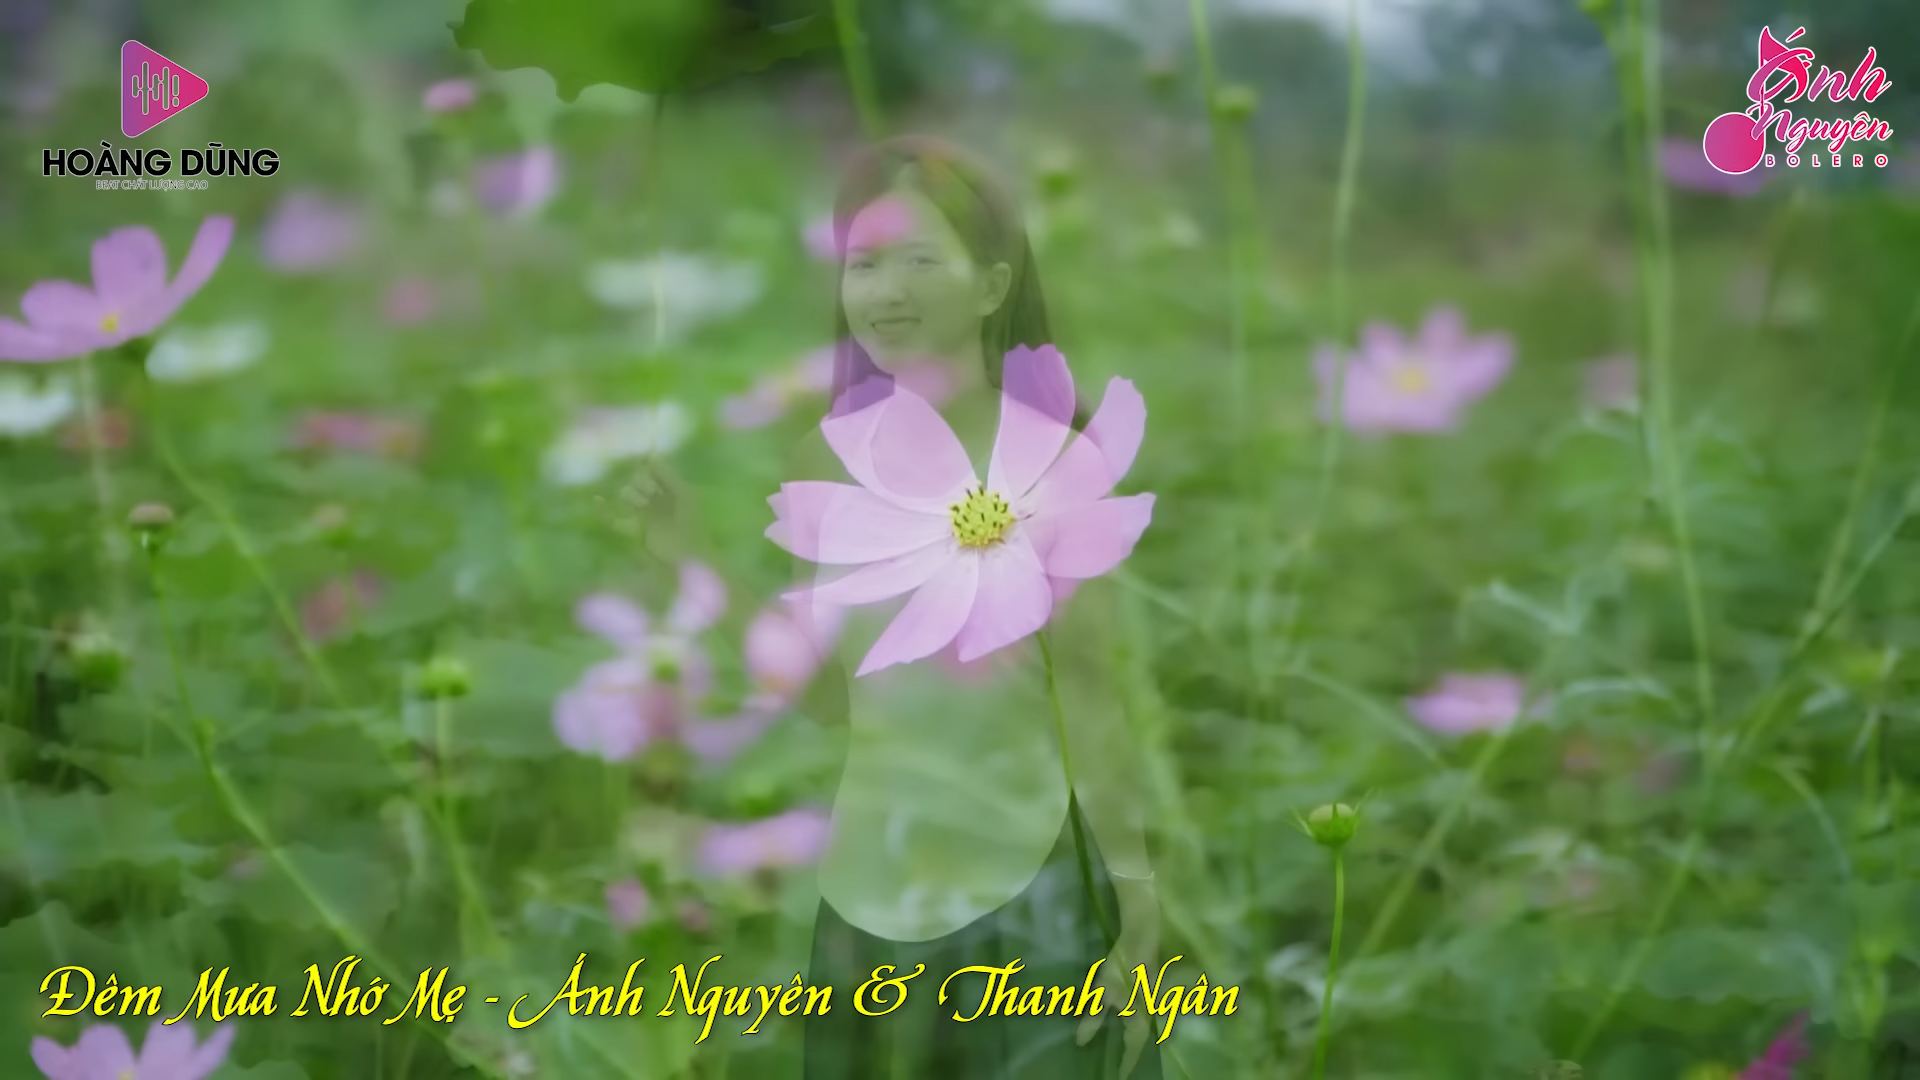 HOÀNG DŨNG
BEAT CHẤT LƯỢNG CAO
Ánh
Nguyên
BOLERO
Đêm Mưa Nhớ Mẹ - Ánh Nguyên & Thanh Ngân